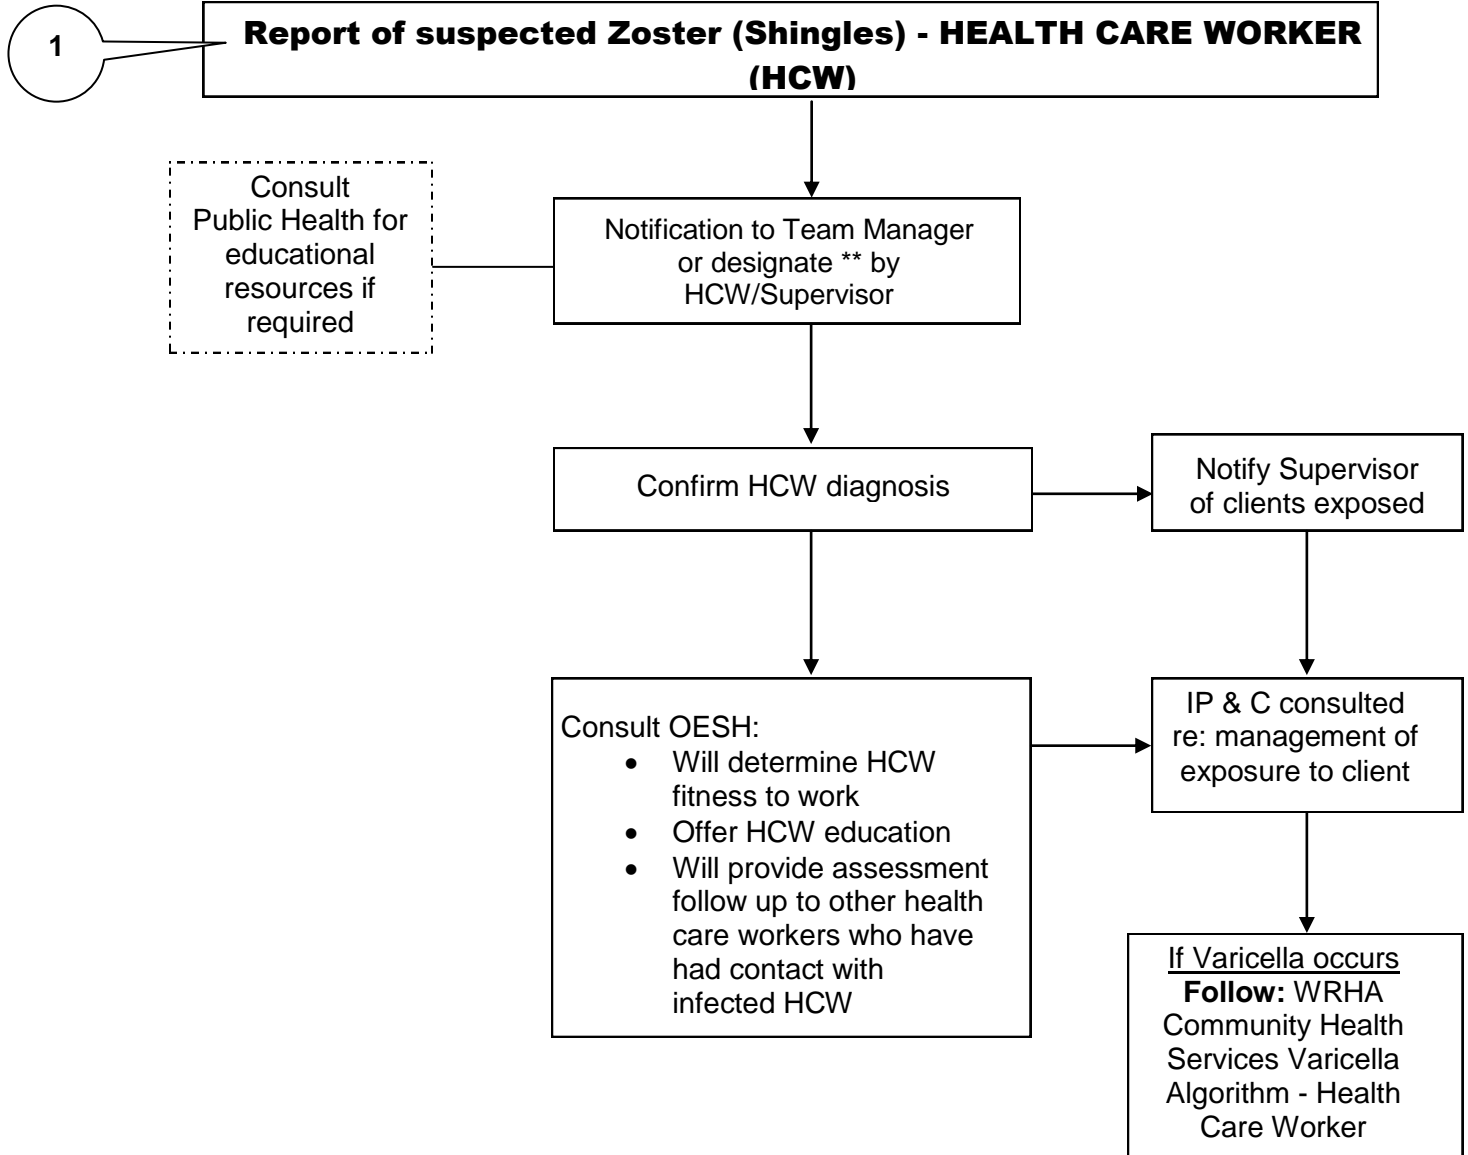 1
Report of suspected Zoster (Shingles) - HEALTH CARE WORKER
(HCW)
Consult
Public Health for
educational
resources if
required
Notification to Team Manager
or designate ** by
HCW/Supervisor
Confirm HCW diagnosis
Notify Supervisor
of clients exposed
Consult OESH:
• Will determine HCW
fitness to work
• Offer HCW education
• Will provide assessment
follow up to other health
care workers who have
had contact with
infected HCW
IP & C consulted
re: management of
exposure to client
If Varicella occurs
Follow: WRHA
Community Health
Services Varicella
Algorithm - Health
Care Worker